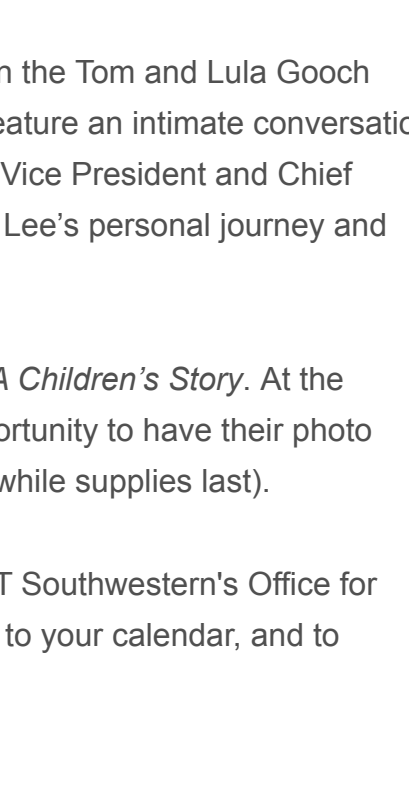 n the Tom and Lula Gooch
eature an intimate conversatio
Vice President and Chief
Lee’s personal journey and
A Children’s Story. At the
ortunity to have their photo
while supplies last).
T Southwestern's Office for
to your calendar, and to